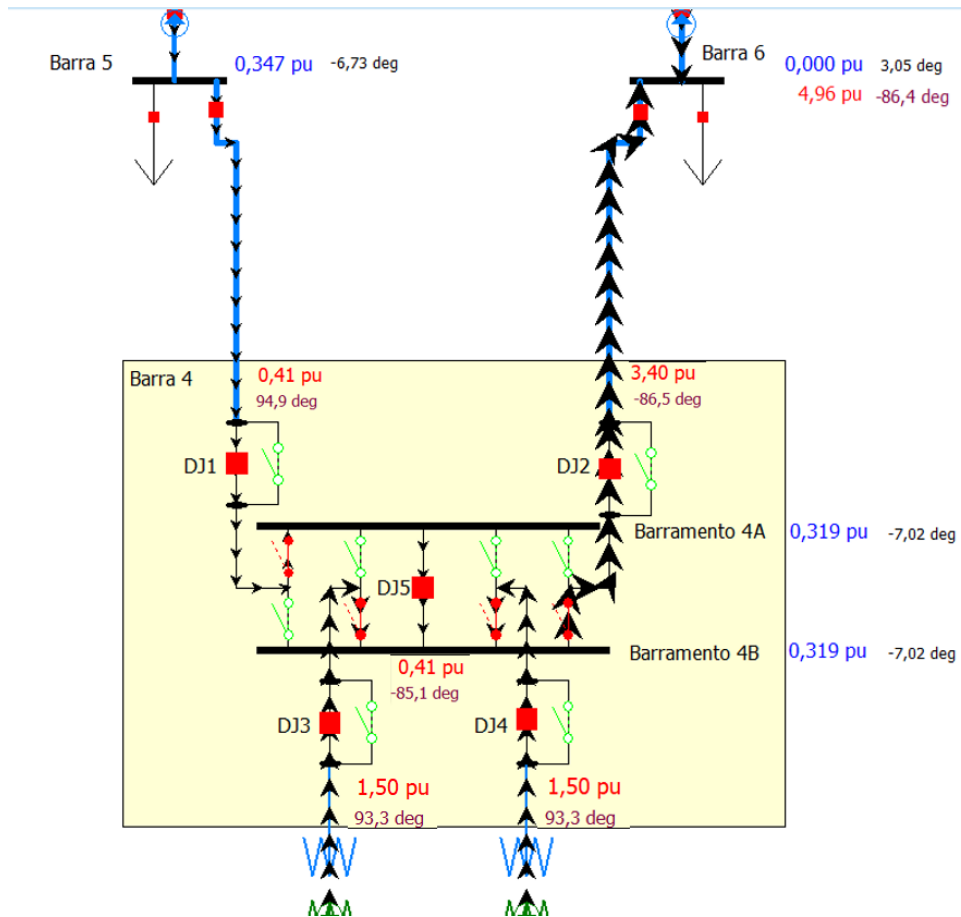 Barra 5
0,347 pu -6,73 deg
Barra 6
0,000 pu 3,05 deg
4,96 pu -86,4 deg
Barra 4
0,41 pu
94,9 deg
3,40 pu
-86,5 deg
DJ1
DJ2
Barramento 4A
0,319 pu -7,02 deg
DJ5
Barramento 4B
0,319 pu -7,02 deg
0,41 pu
-85,1 deg
DJ3
DJ4
1,50 pu
93,3 deg
1,50 pu
93,3 deg